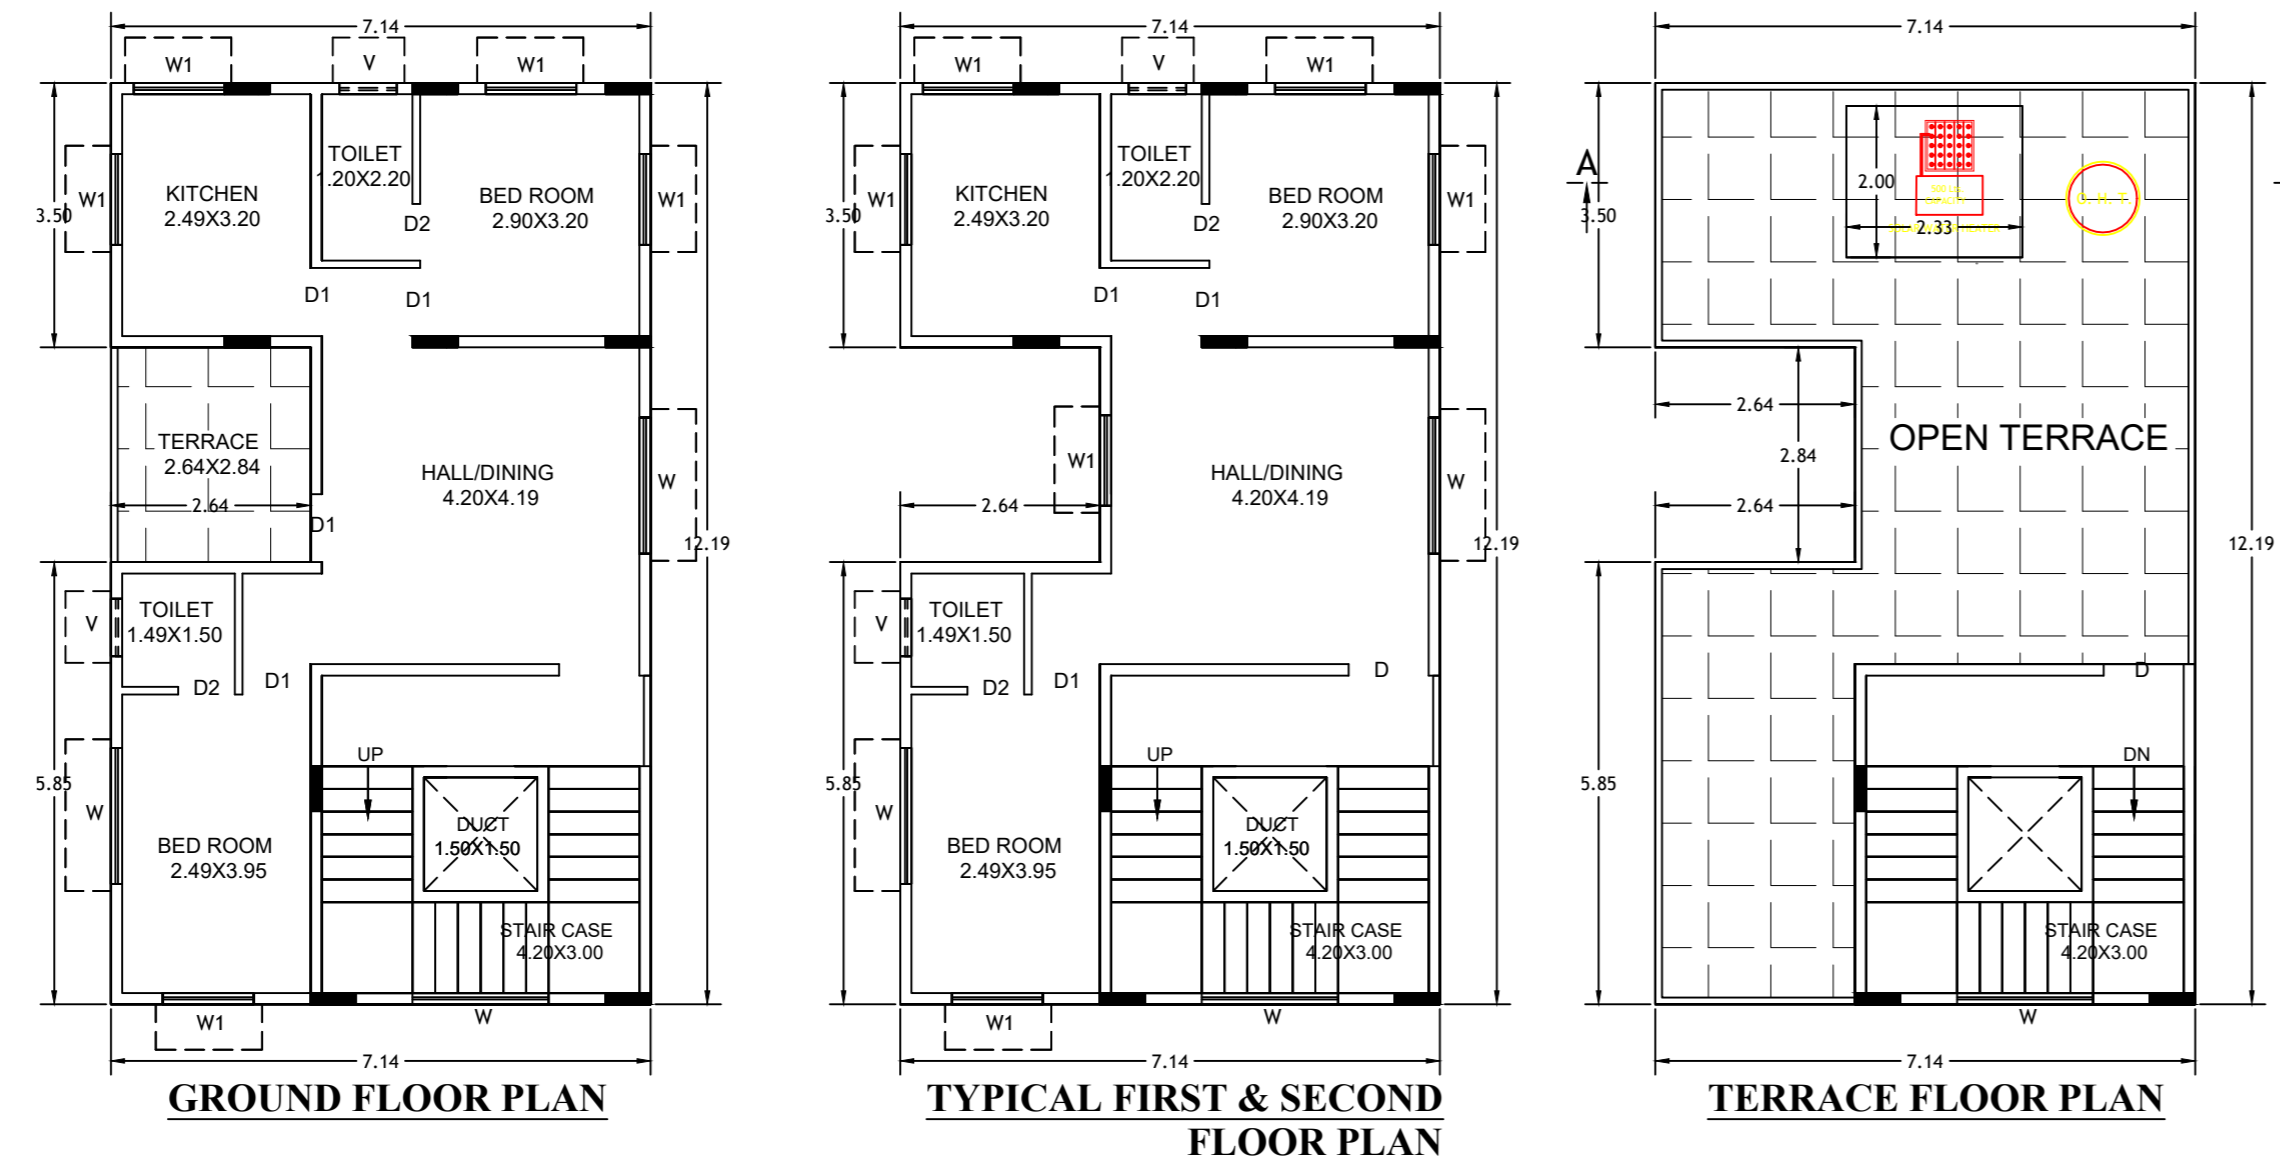 7.14
W1
V
W1
3.50
W1
KITCHEN
2.49X3.20
TOILET
1.20X2.20
D2
BED ROOM
2.90X3.20
W1
D1
D1
TERRACE
2.64X2.84
2.64
D1
HALL/DINING
4.20X4.19
W
12.19
V
TOILET
1.49X1.50
D2
D1
5.85
W
BED ROOM
2.49X3.95
UP
DUCT
1.50X1.50
STAIR CASE
4.20X3.00
W1
W
7.14
GROUND FLOOR PLAN
7.14
W1
V
W1
3.50
W1
KITCHEN
2.49X3.20
TOILET
1.20X2.20
D2
BED ROOM
2.90X3.20
W1
D1
D1
W1
2.64
HALL/DINING
4.20X4.19
W
12.19
V
TOILET
1.49X1.50
D2
D1
D
5.85
W
BED ROOM
2.49X3.95
UP
DUCT
1.50X1.50
STAIR CASE
4.20X3.00
W1
W
7.14
TYPICAL FIRST & SECOND
FLOOR PLAN
7.14
A
3.50
2.00
CAPACITY
2.33
O. H. T.
2.64
2.84
2.64
OPEN TERRACE
12.19
D
5.85
DN
STAIR CASE
4.20X3.00
W
7.14
TERRACE FLOOR PLAN